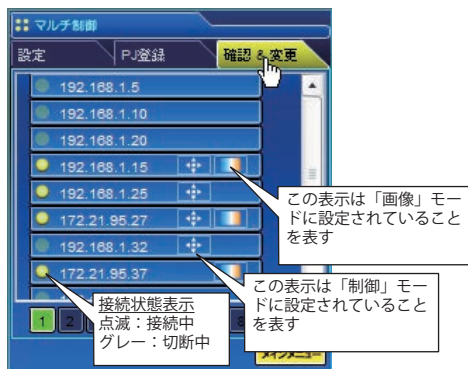 マルチ制御
設定
PJ登録
確認 & 変更
192.168.1.5
192.168.1.10
192.168.1.20
192.168.1.15
192.168.1.25
172.21.95.27
192.168.1.32
172.21.95.37
この表示は「画像」モー
ドに設定されていること
を表す
この表示は「制御」モー
ドに設定されていること
を表す
接続状態表示
点滅：接続中
グレー：切断中
1 2
メインメニュー